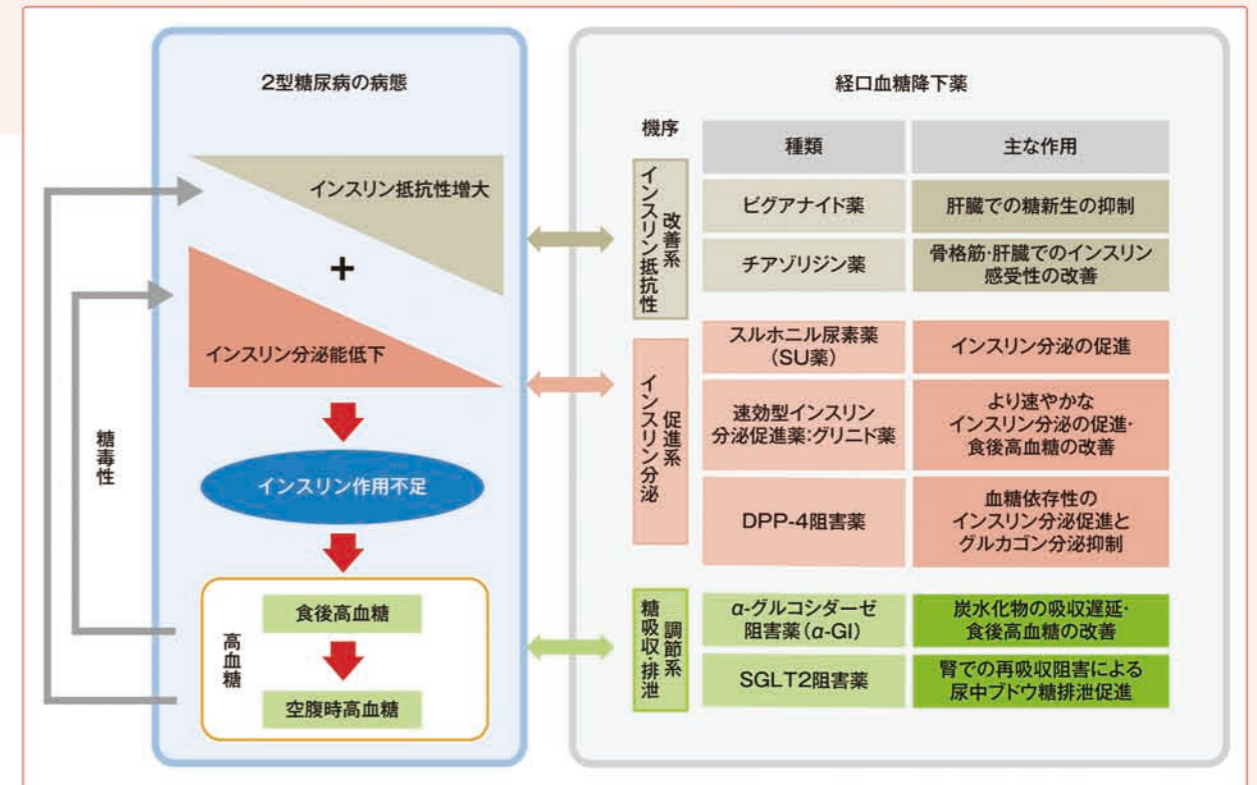 2型糖尿病の病態
インスリン抵抗性増大
+
インスリン分泌能低下
インスリン作用不足
高血糖
食後高血糖
空腹時高血糖
糖毒性
経口血糖降下薬
機序
種類
主な作用
インスリン抵抗性
改善系
ビグアナイド薬
肝臓での糖新生の抑制
チアゾリジン薬
骨格筋・肝臓でのインスリン
感受性の改善
インスリン分泌
促進系
スルホニル尿素薬
(SU薬)
インスリン分泌の促進
速効型インスリン
分泌促進薬:グリニド薬
より速やかな
インスリン分泌の促進・
食後高血糖の改善
DPP-4阻害薬
血糖依存性の
インスリン分泌促進と
グルカゴン分泌抑制
糖吸収・排泄
調節系
α-グルコシダーゼ
阻害薬(α-GI)
炭水化物の吸収遅延・
食後高血糖の改善
SGLT2阻害薬
腎での再吸収阻害による
尿中ブドウ糖排泄促進